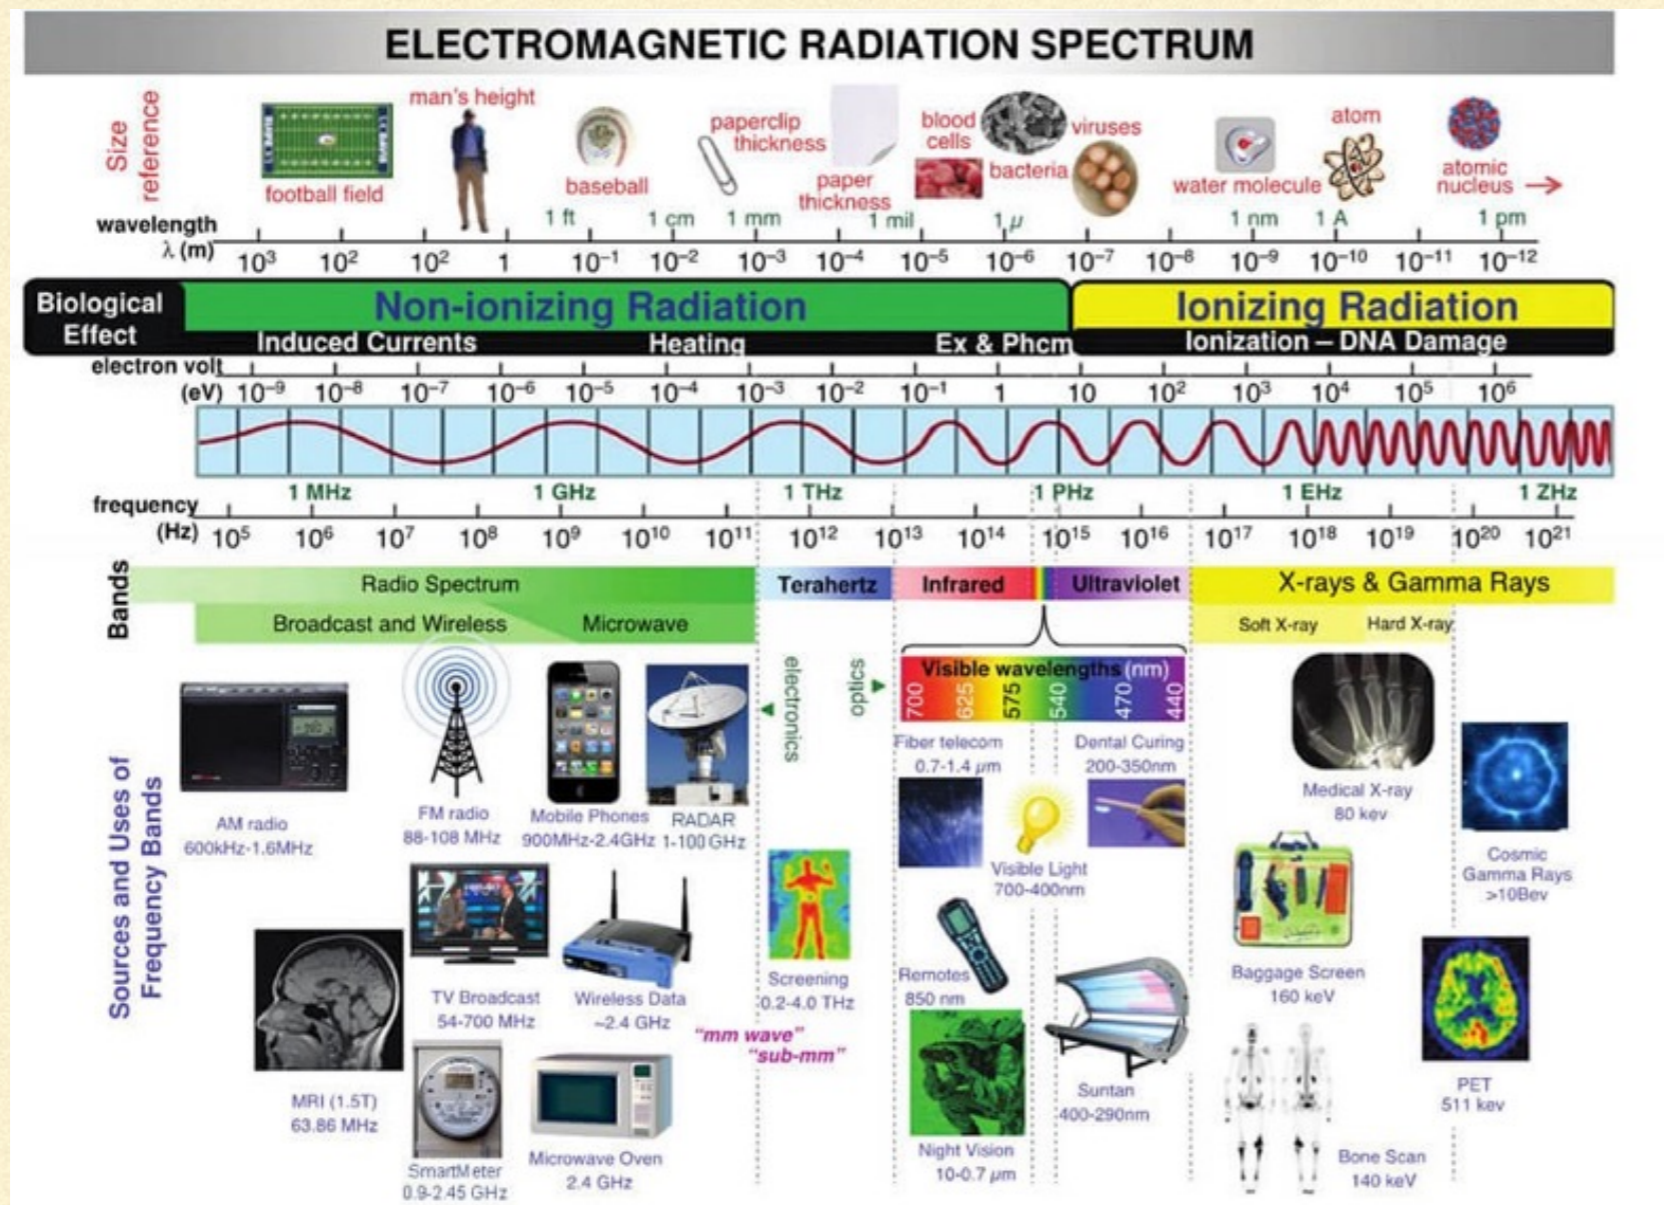 ELECTROMAGNETIC RADIATION SPECTRUM
Size
reference
football field
man's height
baseball
paperclip
thickness
paper
thickness
blood
cells
bacteria
viruses
water molecule
atom
atomic
nucleus →
1 ft 1 cm 1 mm 1 mil 1 µ 1 nm 1 A 1 pm
wavelength
λ (m)
10³ 10² 10² 1 10⁻¹ 10⁻² 10⁻³ 10⁻⁴ 10⁻⁵ 10⁻⁶ 10⁻⁷ 10⁻⁸ 10⁻⁹ 10⁻¹⁰ 10⁻¹¹ 10⁻¹²
Biological
Effect
Non-ionizing Radiation
Ionizing Radiation
Induced Currents Heating Ex & Phcm Ionization – DNA Damage
electron volt
(eV) 10⁻⁹ 10⁻⁸ 10⁻⁷ 10⁻⁶ 10⁻⁵ 10⁻⁴ 10⁻³ 10⁻² 10⁻¹ 1 10 10² 10³ 10⁴ 10⁵ 10⁶
1 MHz 1 GHz 1 THz 1 PHz 1 EHz 1 ZHz
frequency
(Hz) 10⁵ 10⁶ 10⁷ 10⁸ 10⁹ 10¹⁰ 10¹¹ 10¹² 10¹³ 10¹⁴ 10¹⁵ 10¹⁶ 10¹⁷ 10¹⁸ 10¹⁹ 10²⁰ 10²¹
Bands
Radio Spectrum Terahertz Infrared Ultraviolet X-rays & Gamma Rays
Broadcast and Wireless Microwave Soft X-ray Hard X-ray
electronics
optics
Visible wavelengths (nm)
700 625 575 540 470 440
Sources and Uses of
Frequency Bands
AM radio
600kHz-1.6MHz
FM radio
88-108 MHz
Mobile Phones
900MHz-2.4GHz
RADAR
1-100 GHz
Fiber telecom
0.7-1.4 µm
Dental Curing
200-350nm
Visible Light
700-400nm
Medical X-ray
80 kev
Cosmic
Gamma Rays
>10Bev
TV Broadcast
54-700 MHz
Wireless Data
~2.4 GHz
Screening
0.2-4.0 THz
"mm wave"
"sub-mm"
Remotes
850 nm
Baggage Screen
160 keV
MRI (1.5T)
63.86 MHz
SmartMeter
0.9-2.45 GHz
Microwave Oven
2.4 GHz
Night Vision
10-0.7 µm
Suntan
400-290nm
PET
511 kev
Bone Scan
140 keV